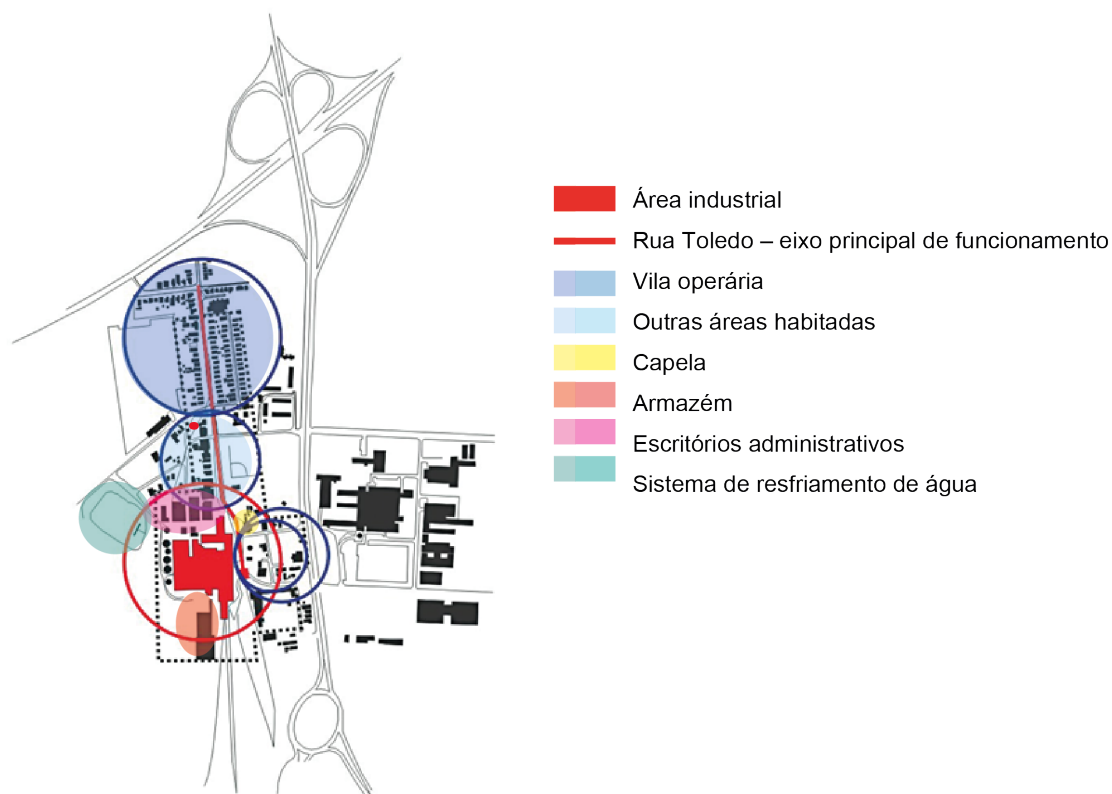 Área industrial
Rua Toledo – eixo principal de funcionamento
Vila operária
Outras áreas habitadas
Capela
Armazém
Escritórios administrativos
Sistema de resfriamento de água